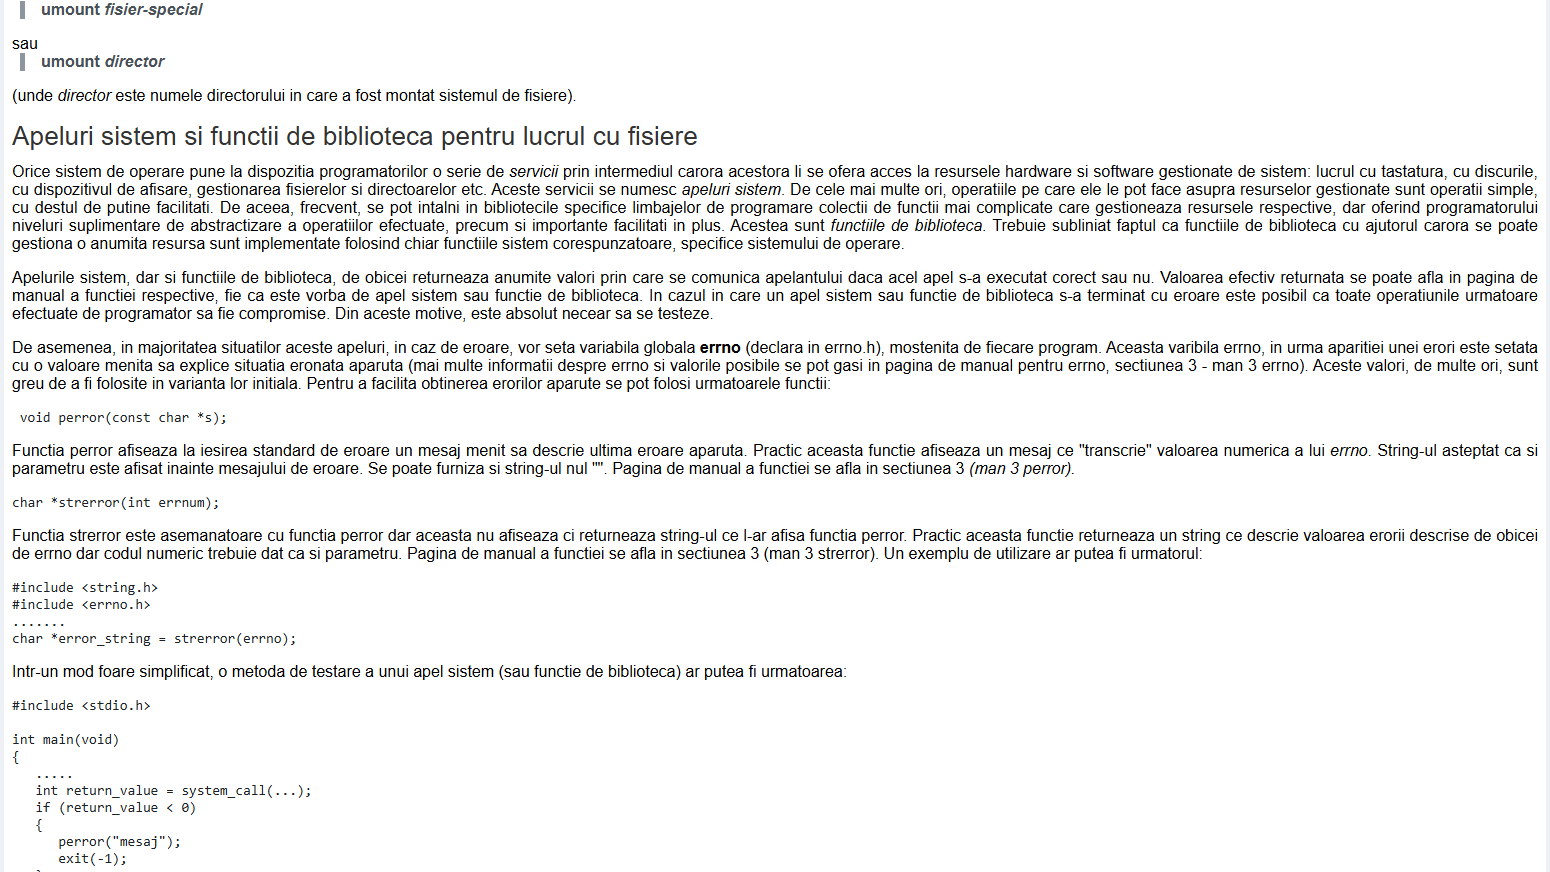 umount fisier-special
sau
umount director
(unde director este numele directorului in care a fost montat sistemul de fisiere).
Apeluri sistem si functii de biblioteca pentru lucrul cu fisiere
Orice sistem de operare pune la dispozitia programatorilor o serie de servicii prin intermediul carora acestora li se ofera acces la resursele hardware si software gestionate de sistem: lucrul cu tastatura, cu discurile,
cu dispozitivul de afisare, gestionarea fisierelor si directoarelor etc. Aceste servicii se numesc apeluri sistem. De cele mai multe ori, operatiile pe care ele le pot face asupra resurselor gestionate sunt operatii simple,
cu destul de putine facilitati. De aceea, frecvent, se pot intalni in bibliotecile specifice limbajelor de programare colectii de functii mai complicate care gestioneaza resursele respective, dar oferind programatorului
niveluri suplimentare de abstractizare a operatiilor efectuate, precum si importante facilitati in plus. Acestea sunt functiile de biblioteca. Trebuie subliniat faptul ca functiile de biblioteca cu ajutorul carora se poate
gestiona o anumita resursa sunt implementate folosind chiar functiile sistem corespunzatoare, specifice sistemului de operare.
Apelurile sistem, dar si functiile de biblioteca, de obicei returneaza anumite valori prin care se comunica apelantului daca acel apel s-a executat corect sau nu. Valoarea efectiv returnata se poate afla in pagina de
manual a functiei respective, fie ca este vorba de apel sistem sau functie de biblioteca. In cazul in care un apel sistem sau functie de biblioteca s-a terminat cu eroare este posibil ca toate operatiunile urmatoare
efectuate de programator sa fie compromise. Din aceste motive, este absolut necear sa se testeze.
De asemenea, in majoritatea situatilor aceste apeluri, in caz de eroare, vor seta variabila globala errno (declara in errno.h), mostenita de fiecare program. Aceasta varibila errno, in urma aparitiei unei erori este setata
cu o valoare menita sa explice situatia eronata aparuta (mai multe informatii despre errno si valorile posibile se pot gasi in pagina de manual pentru errno, sectiunea 3 - man 3 errno). Aceste valori, de multe ori, sunt
greu de a fi folosite in varianta lor initiala. Pentru a facilita obtinerea erorilor aparute se pot folosi urmatoarele functii:
void perror(const char *s);
Functia perror afiseaza la iesirea standard de eroare un mesaj menit sa descrie ultima eroare aparuta. Practic aceasta functie afiseaza un mesaj ce "transcrie" valoarea numerica a lui errno. String-ul asteptat ca si
parametru este afisat inainte mesajului de eroare. Se poate furniza si string-ul nul "". Pagina de manual a functiei se afla in sectiunea 3 (man 3 perror).
char *strerror(int errnum);
Functia strerror este asemanatoare cu functia perror dar aceasta nu afiseaza ci returneaza string-ul ce l-ar afisa functia perror. Practic aceasta functie returneaza un string ce descrie valoarea erorii descrise de obicei
de errno dar codul numeric trebuie dat ca si parametru. Pagina de manual a functiei se afla in sectiunea 3 (man 3 strerror). Un exemplu de utilizare ar putea fi urmatorul:
#include <string.h>
#include <errno.h>
.......
char *error_string = strerror(errno);
Intr-un mod foare simplificat, o metoda de testare a unui apel sistem (sau functie de biblioteca) ar putea fi urmatoarea:
#include <stdio.h>
int main(void)
{
.....
int return_value = system_call(...);
if (return_value < 0)
{
perror("mesaj");
exit(-1);